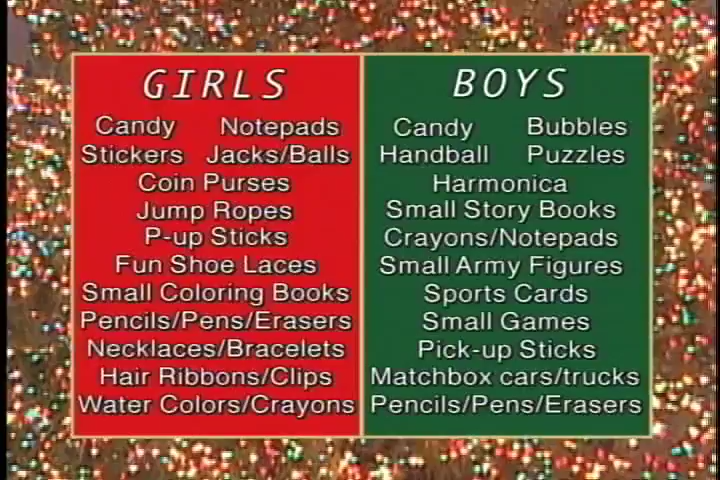 GIRLS
Candy Notepads
Stickers Jacks/Balls
Coin Purses
Jump Ropes
P-up Sticks
Fun Shoe Laces
Small Coloring Books
Pencils/Pens/Erasers
Necklaces/Bracelets
Hair Ribbons/Clips
Water Colors/Crayons
BOYS
Candy Bubbles
Handball Puzzles
Harmonica
Small Story Books
Crayons/Notepads
Small Army Figures
Sports Cards
Small Games
Pick-up Sticks
Matchbox cars/trucks
Pencils/Pens/Erasers